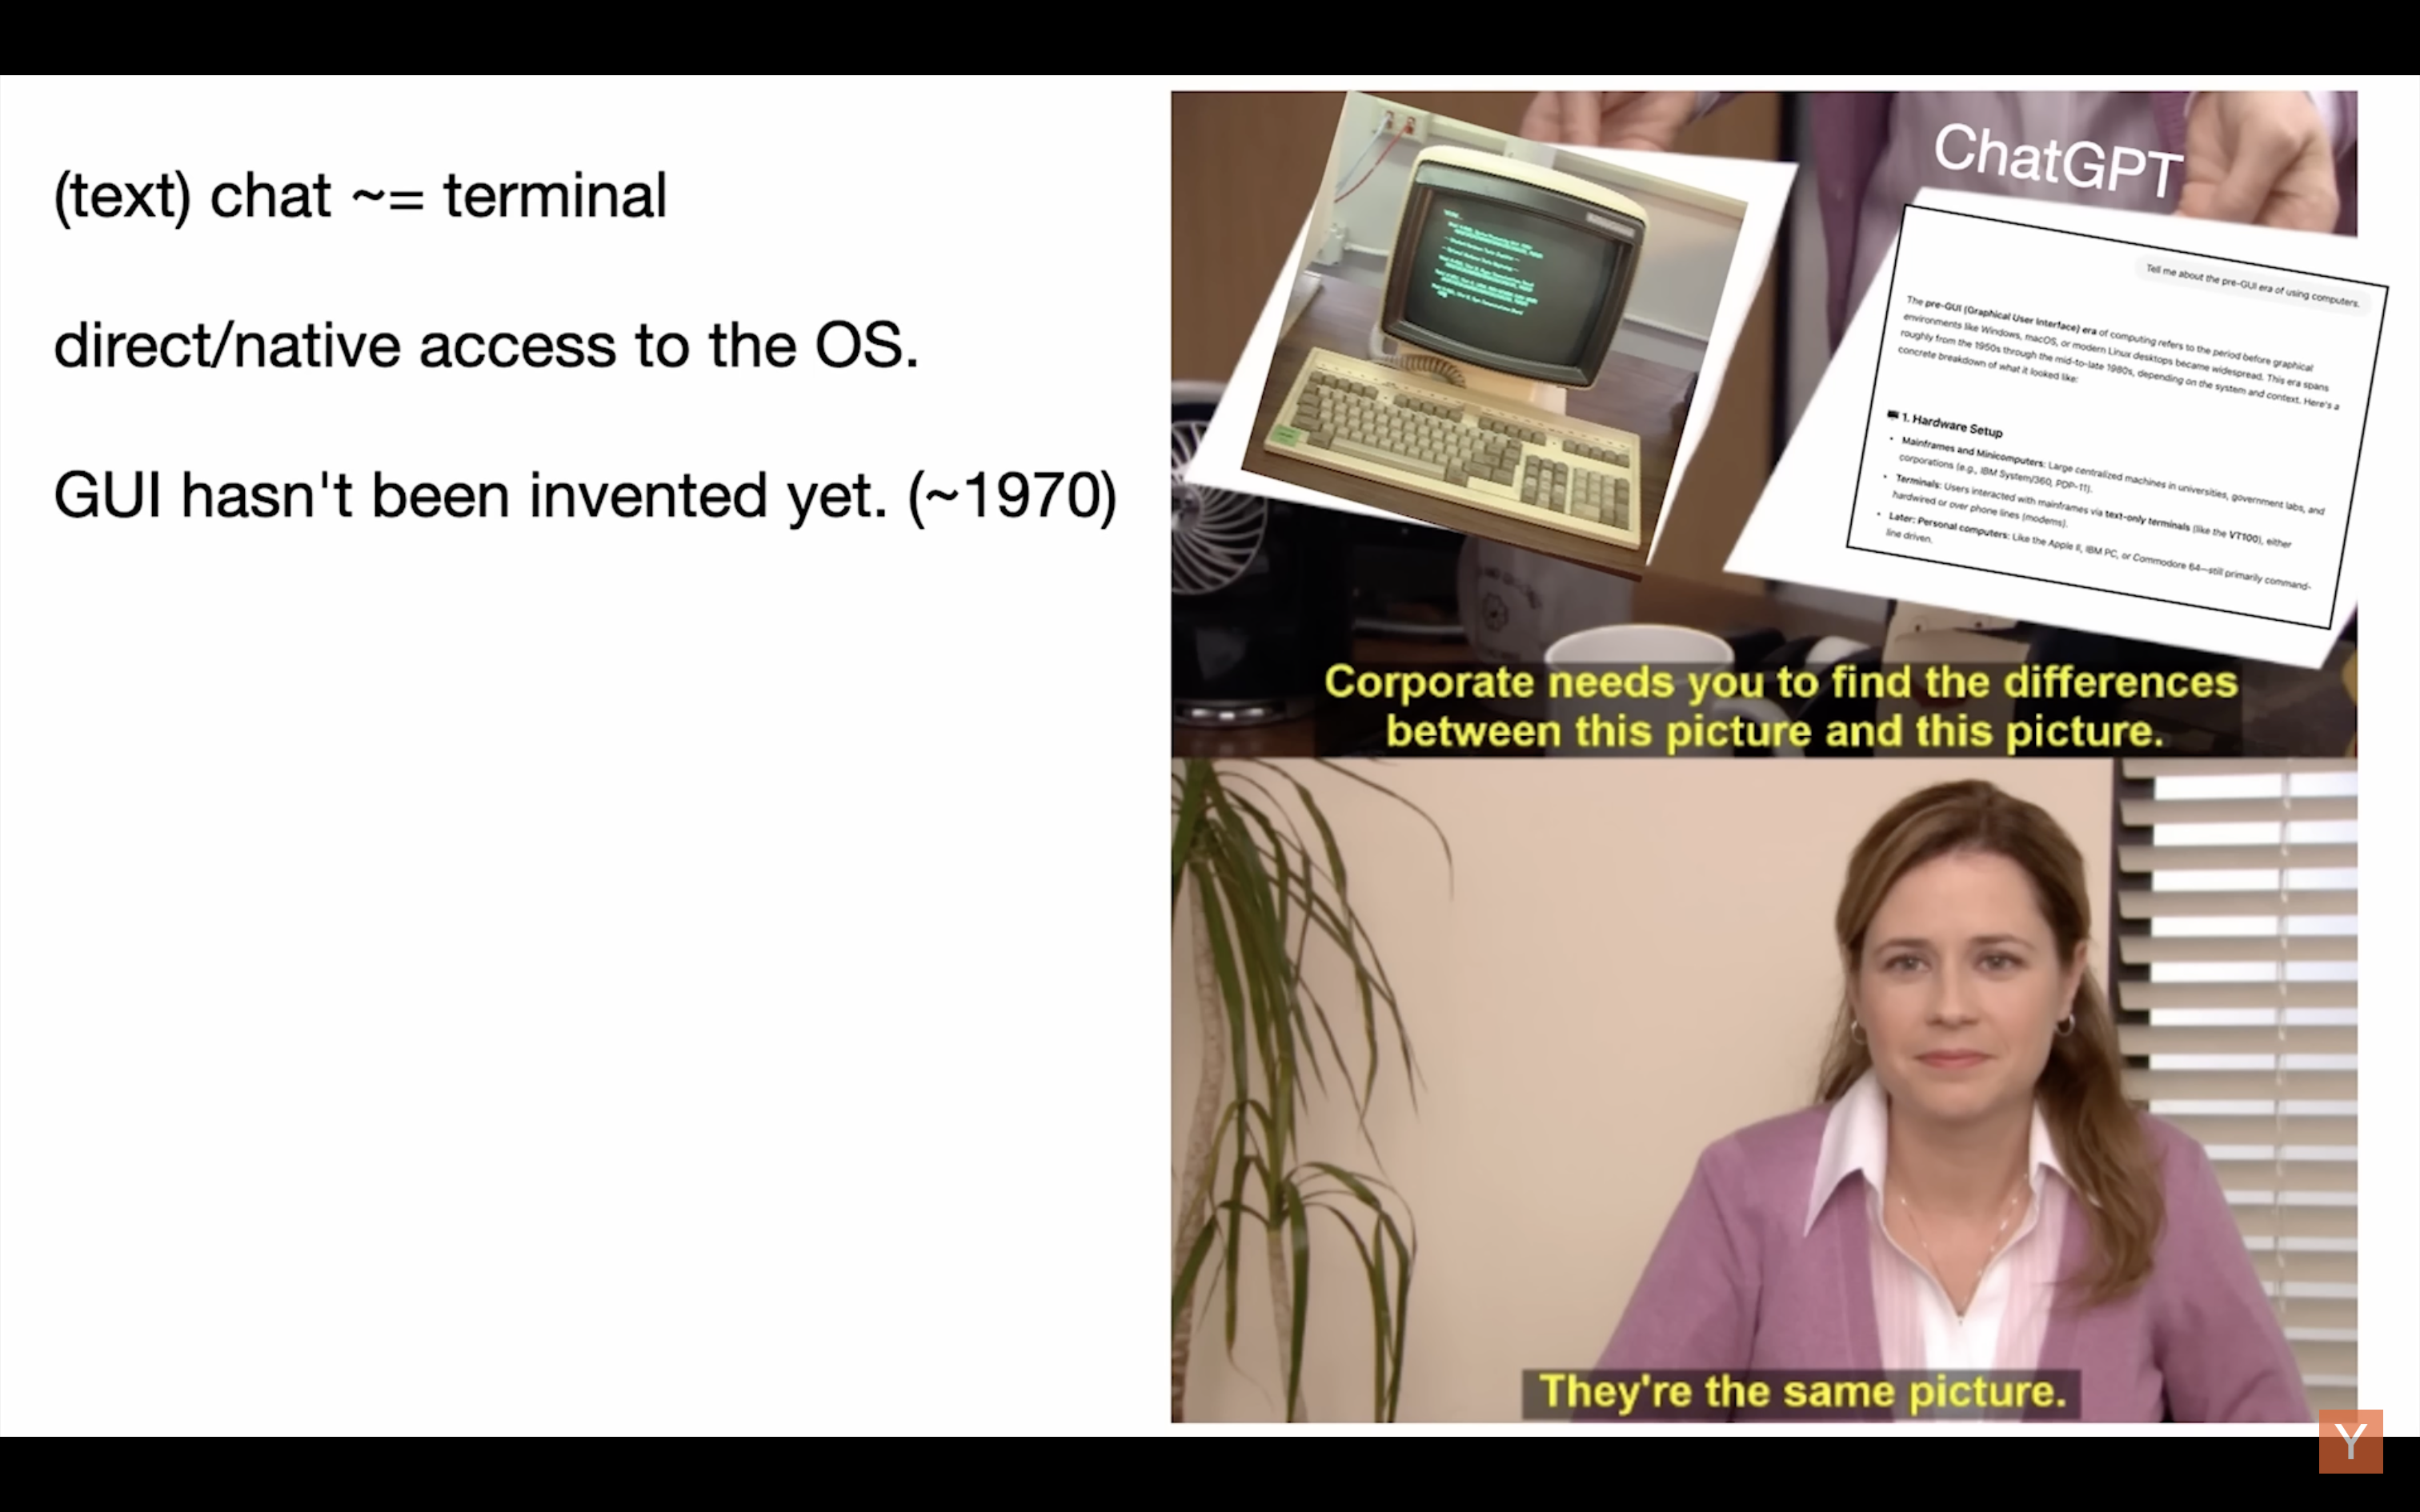 (text) chat ~= terminal
direct/native access to the OS.
GUI hasn't been invented yet. (~1970)
ChatGPT
Tell me about the pre-GUI era of using computers.
The pre-GUI (Graphical User Interface) era of computing refers to the period before graphical
environments like Windows, macOS, or modern Linux desktops became widespread. This era spans
roughly from the 1950s through the mid-to-late 1980s, depending on the system and context. Here's a
concrete breakdown of what it looked like:
1. Hardware Setup
• Mainframes and Minicomputers: Large centralized machines in universities, government labs, and
corporations (e.g., IBM System/360, PDP-11).
• Terminals: Users interacted with mainframes via text-only terminals (like the VT100), either
hardwired or over phone lines (modems).
• Later: Personal computers: Like the Apple II, IBM PC, or Commodore 64—still primarily command-
line driven.
Corporate needs you to find the differences
between this picture and this picture.
They're the same picture.
Y